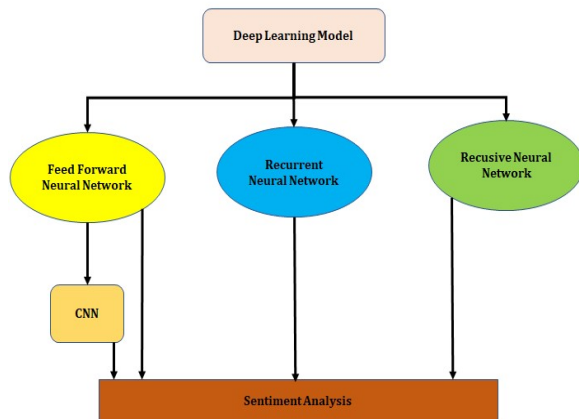 Deep Learning Model
Feed Forward
Neural Network
Recurrent
Neural Network
Recusive Neural
Network
CNN
Sentiment Analysis